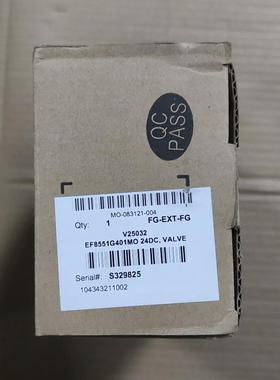 QC
PASS
MO-083121-004
Qty: 1 FG-EXT-FG
V25032
EF8551G401MO 24DC, VALVE
Serial#: S329825
104343211002